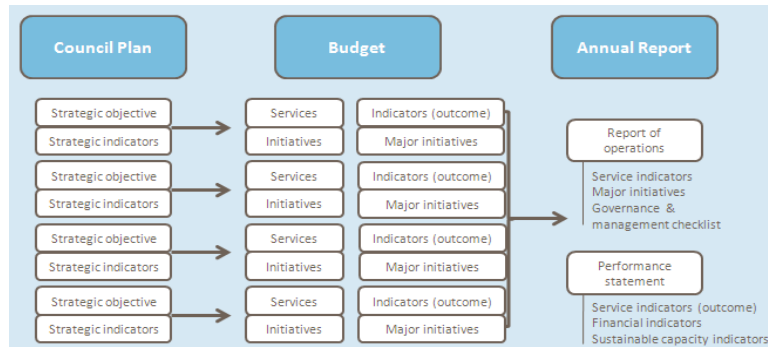 Council Plan
Budget
Annual Report
Strategic objective
Strategic indicators
Services
Initiatives
Indicators (outcome)
Major initiatives
Strategic objective
Strategic indicators
Services
Initiatives
Indicators (outcome)
Major initiatives
Strategic objective
Strategic indicators
Services
Initiatives
Indicators (outcome)
Major initiatives
Strategic objective
Strategic indicators
Services
Initiatives
Indicators (outcome)
Major initiatives
Report of
operations
Service indicators
Major initiatives
Governance &
management checklist
Performance
statement
Service indicators (outcome)
Financial indicators
Sustainable capacity indicators